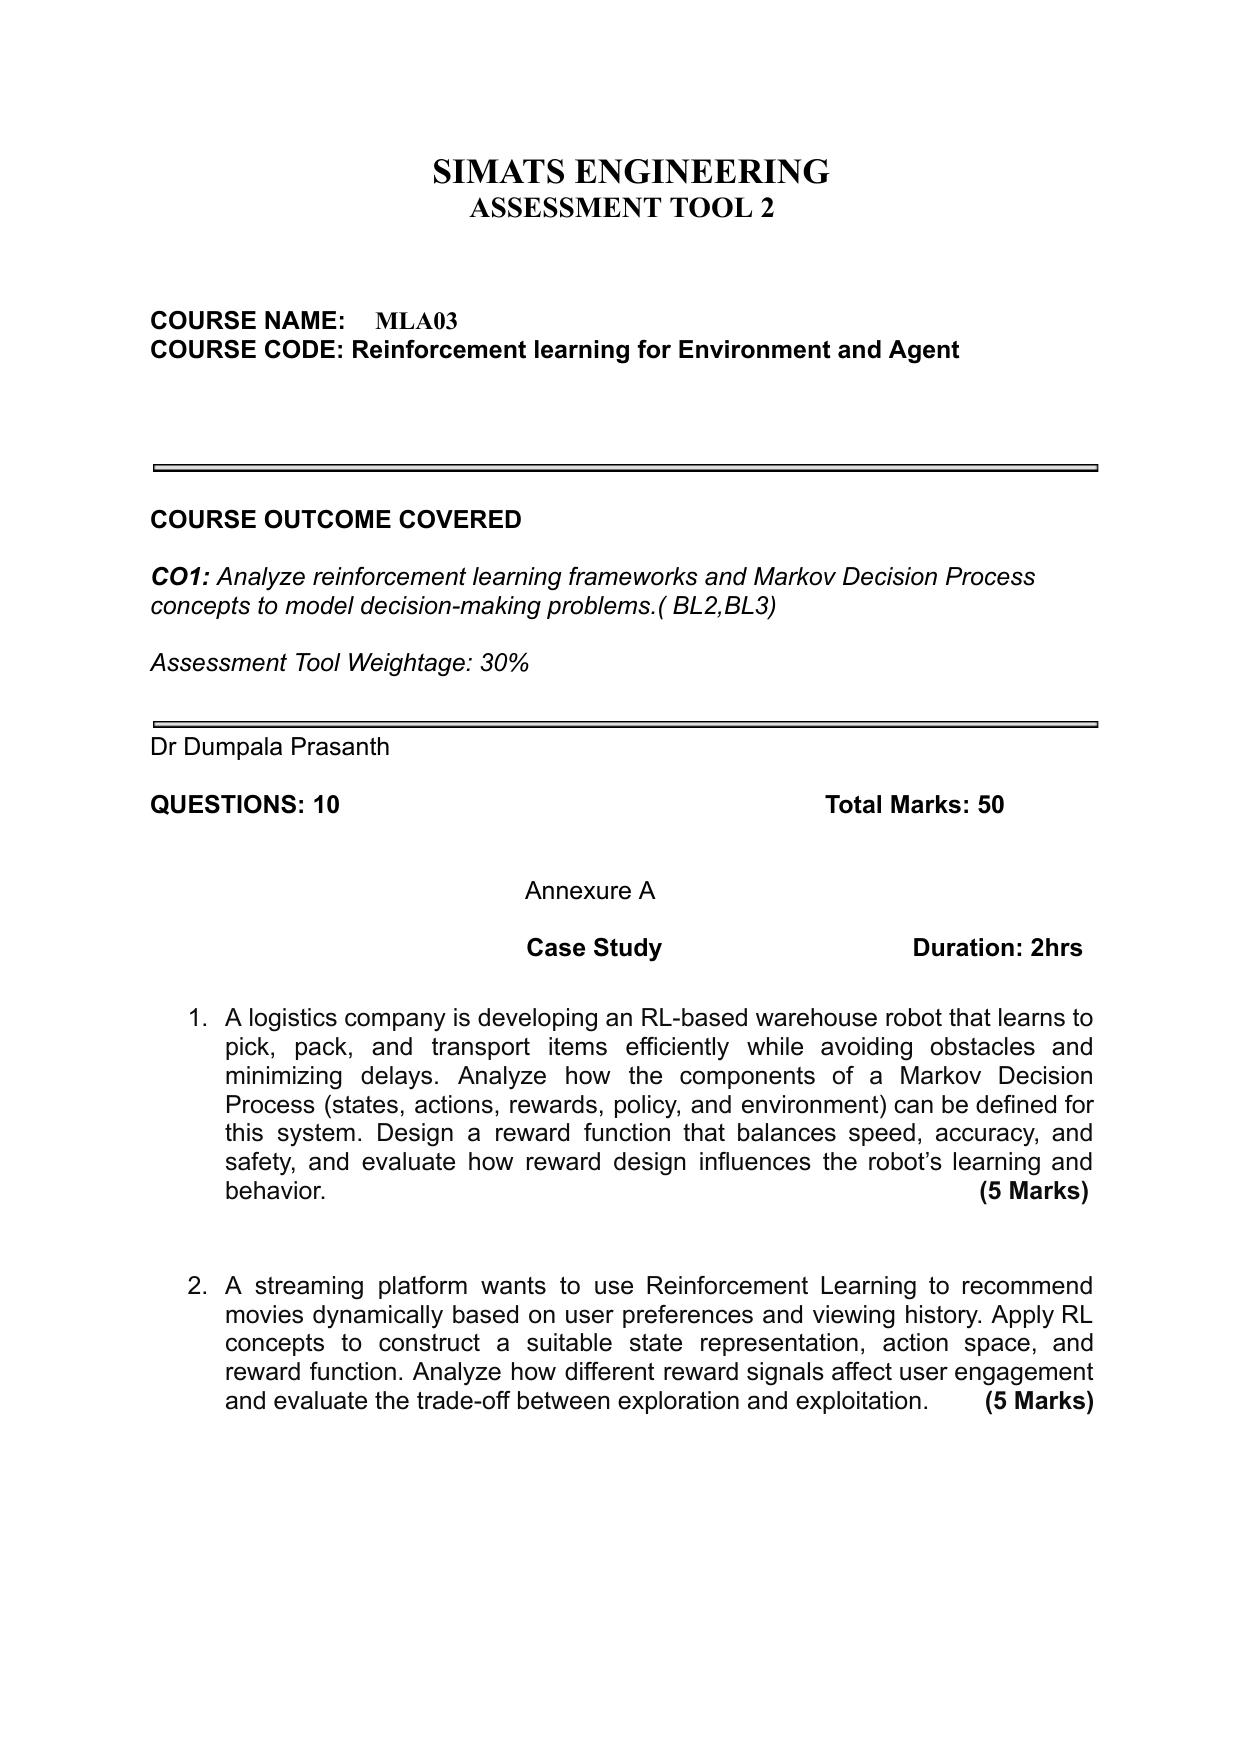 SIMATS ENGINEERING
ASSESSMENT TOOL 2
COURSE NAME: MLA03
COURSE CODE: Reinforcement learning for Environment and Agent
COURSE OUTCOME COVERED
CO1: Analyze reinforcement learning frameworks and Markov Decision Process
concepts to model decision-making problems.( BL2,BL3)
Assessment Tool Weightage: 30%
Dr Dumpala Prasanth
QUESTIONS: 10 Total Marks: 50
Annexure A
Case Study Duration: 2hrs
1. A logistics company is developing an RL-based warehouse robot that learns to
pick, pack, and transport items efficiently while avoiding obstacles and
minimizing delays. Analyze how the components of a Markov Decision
Process (states, actions, rewards, policy, and environment) can be defined for
this system. Design a reward function that balances speed, accuracy, and
safety, and evaluate how reward design influences the robot’s learning and
behavior. (5 Marks)
2. A streaming platform wants to use Reinforcement Learning to recommend
movies dynamically based on user preferences and viewing history. Apply RL
concepts to construct a suitable state representation, action space, and
reward function. Analyze how different reward signals affect user engagement
and evaluate the trade-off between exploration and exploitation. (5 Marks)